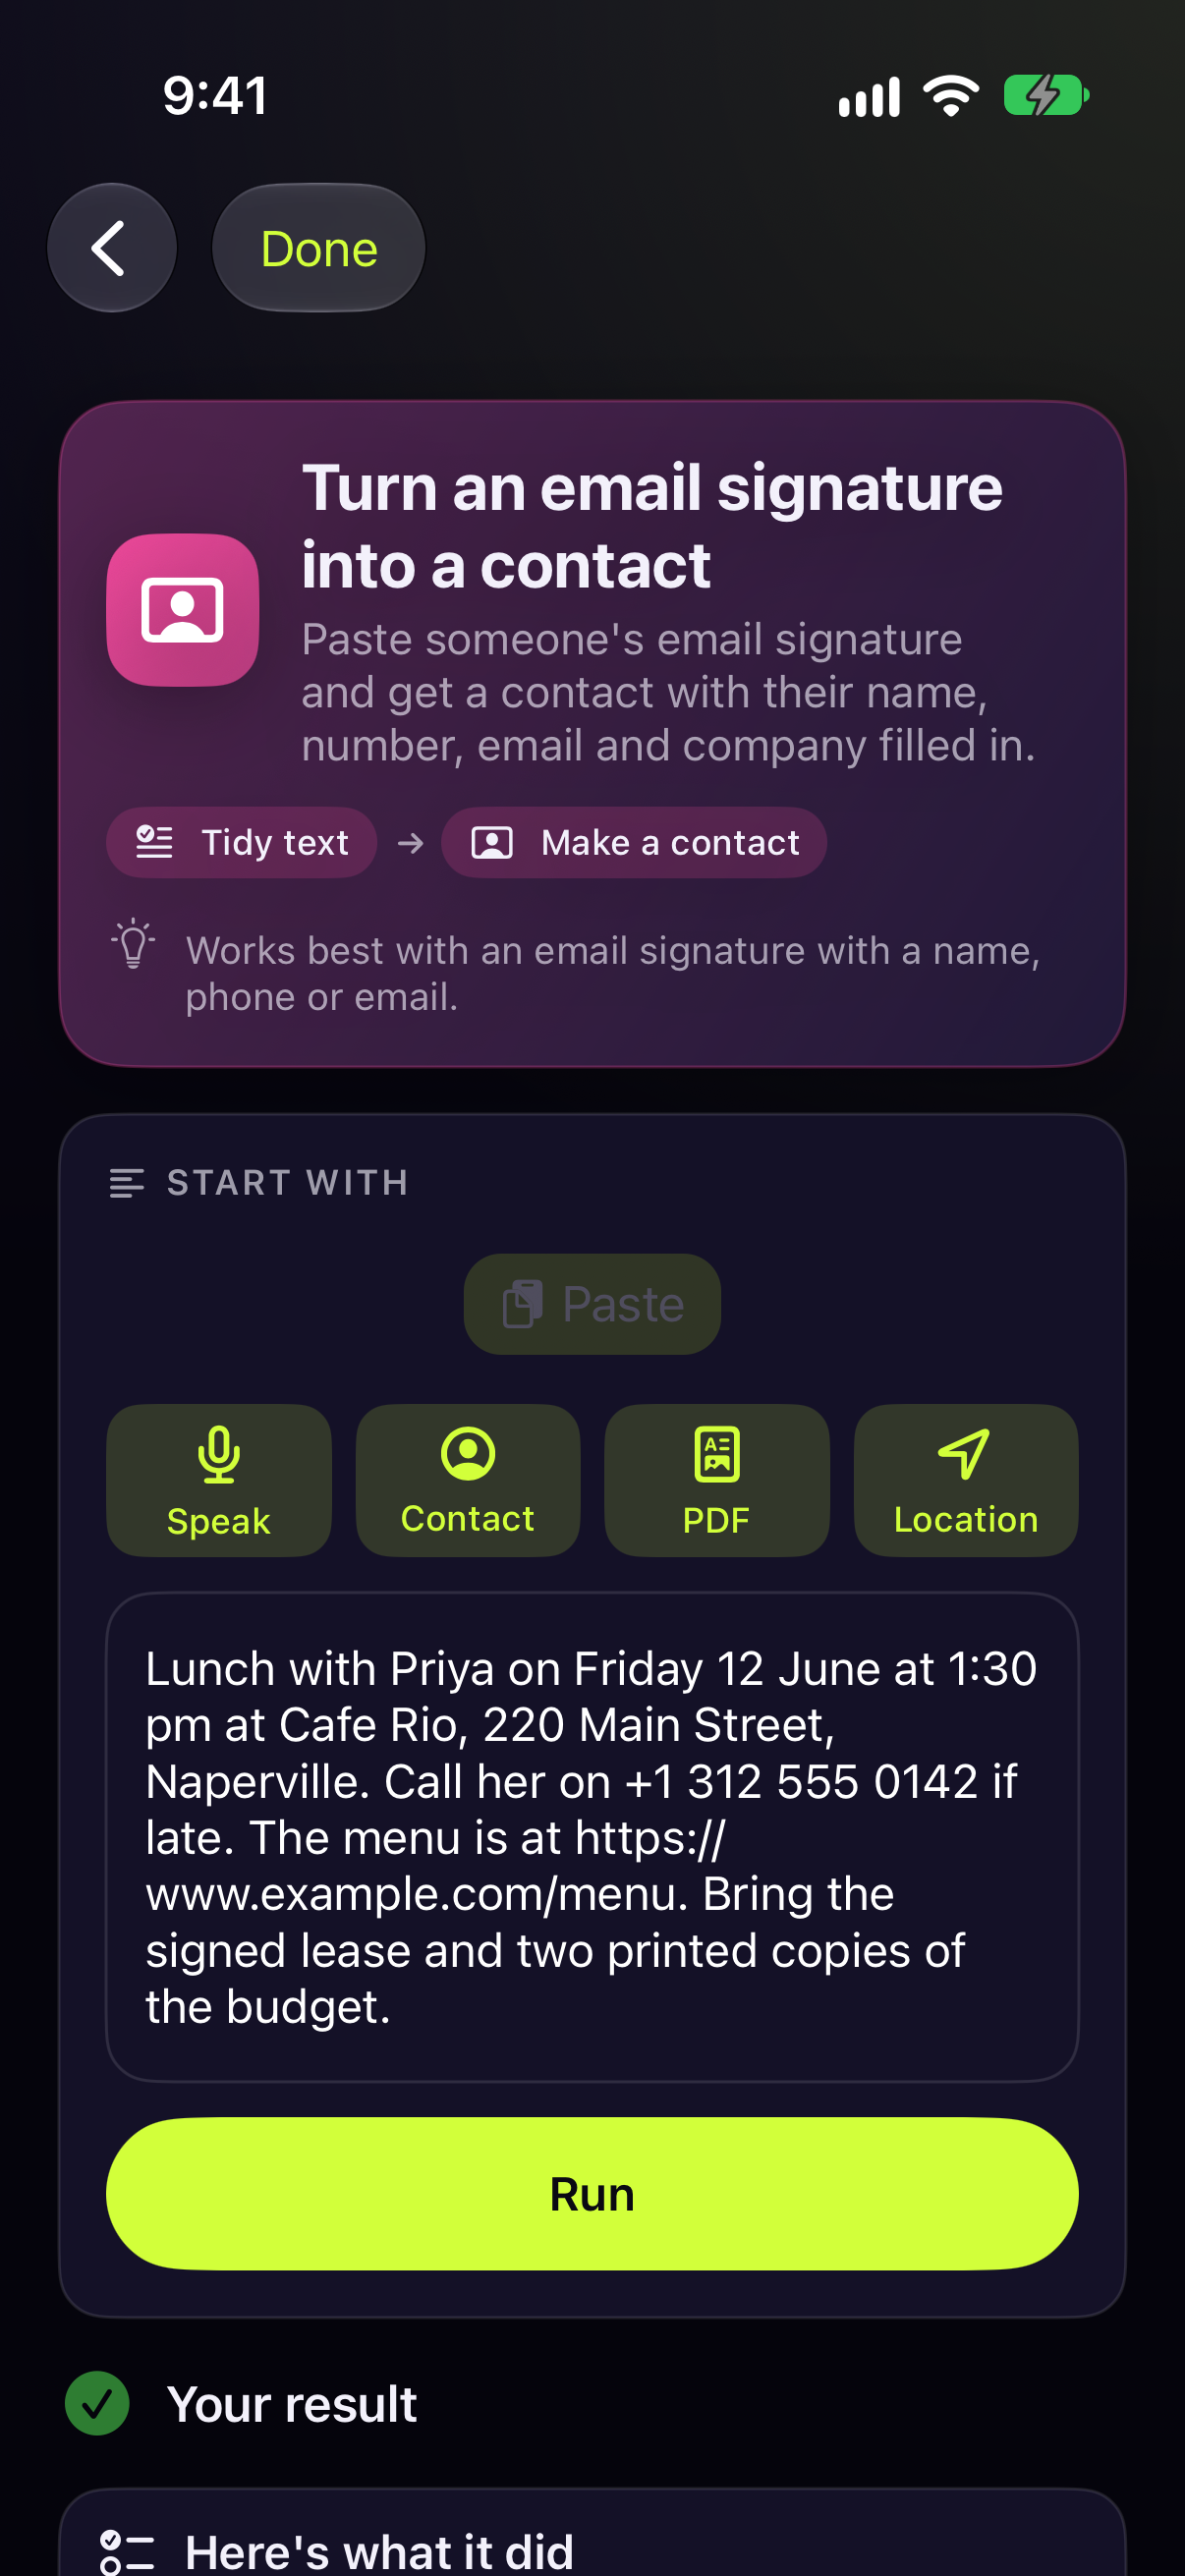 9:41
Done
Turn an email signature
into a contact
Paste someone's email signature
and get a contact with their name,
number, email and company filled in.
Tidy text → Make a contact
Works best with an email signature with a name,
phone or email.
START WITH
Paste
Speak Contact PDF Location
Lunch with Priya on Friday 12 June at 1:30
pm at Cafe Rio, 220 Main Street,
Naperville. Call her on +1 312 555 0142 if
late. The menu is at https://
www.example.com/menu. Bring the
signed lease and two printed copies of
the budget.
Run
Your result
Here's what it did